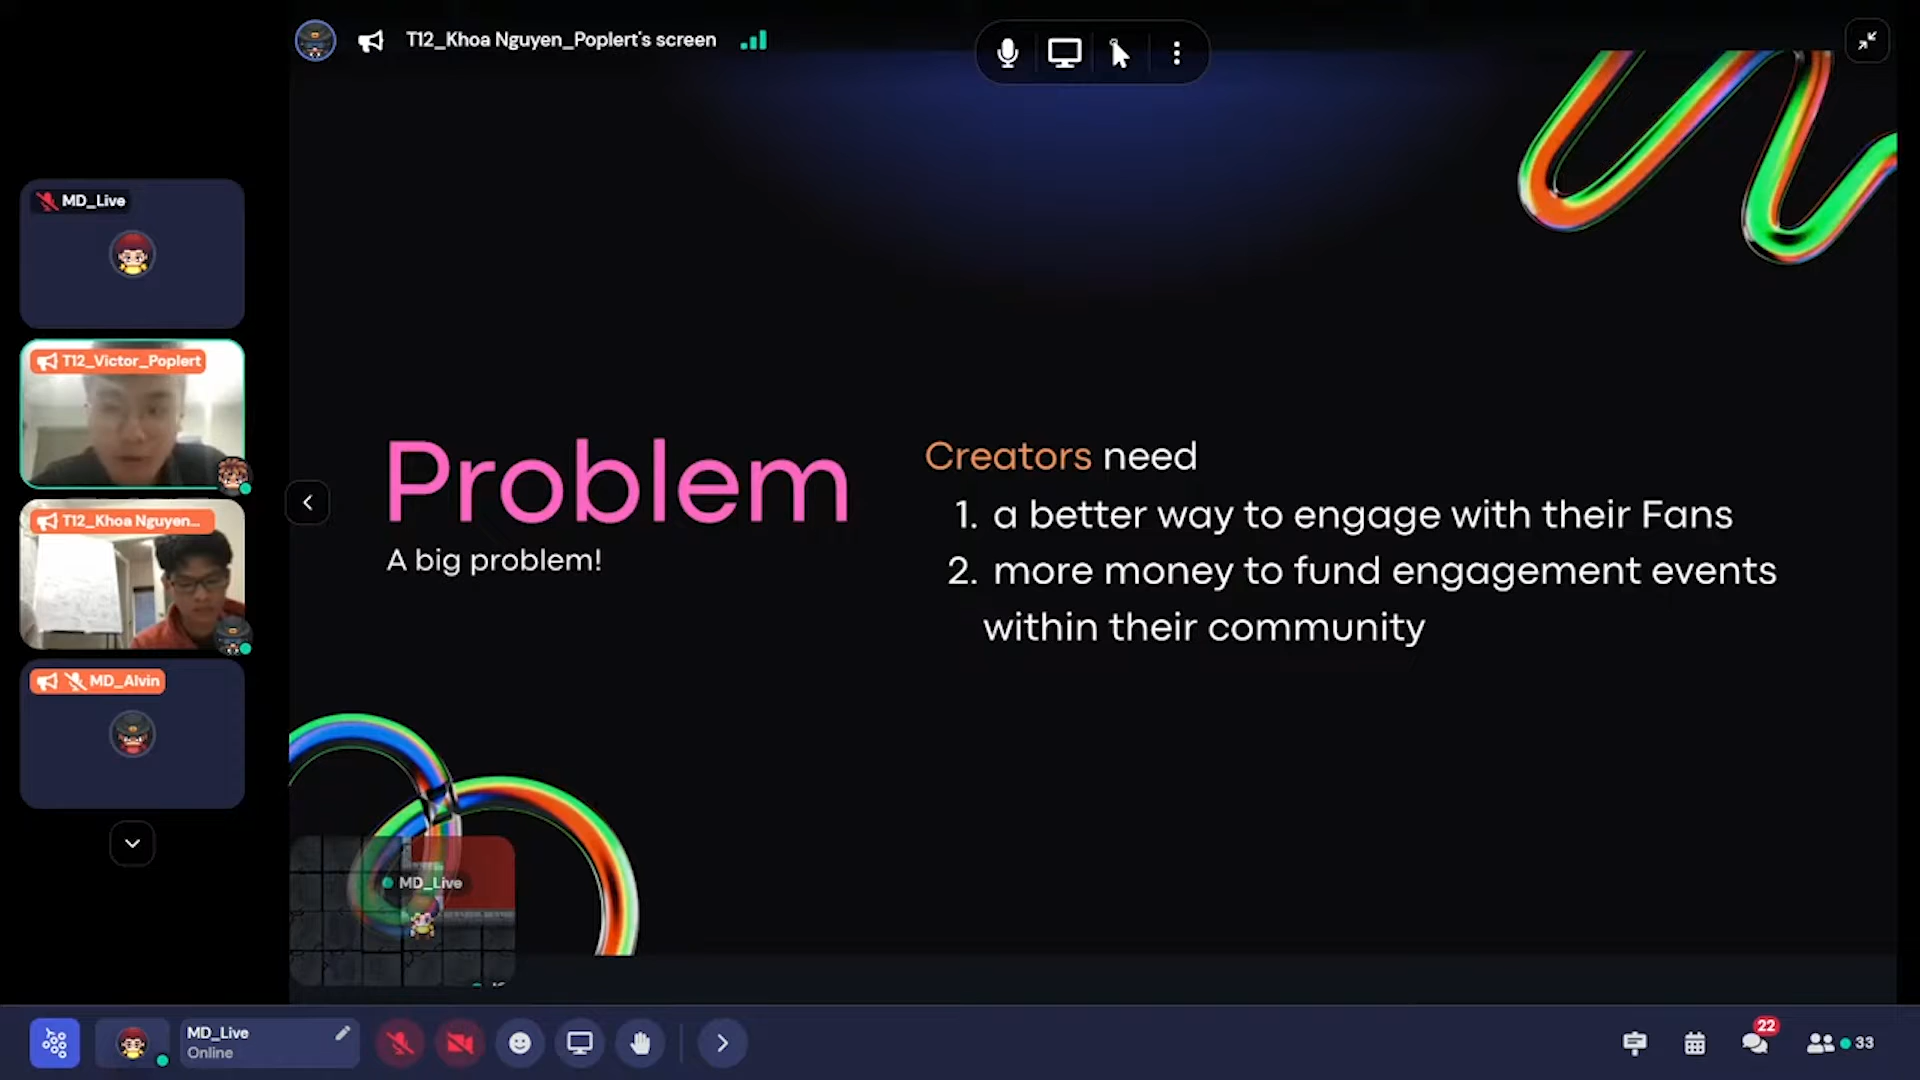 T12_Khoa Nguyen_Poplert's screen
MD_Live
T12_Victor_Poplert
T12_Khoa Nguyen...
MD_Alvin
Problem
A big problem!
Creators need
1. a better way to engage with their Fans
2. more money to fund engagement events
within their community
MD_Live
MD_Live
Online
22
33